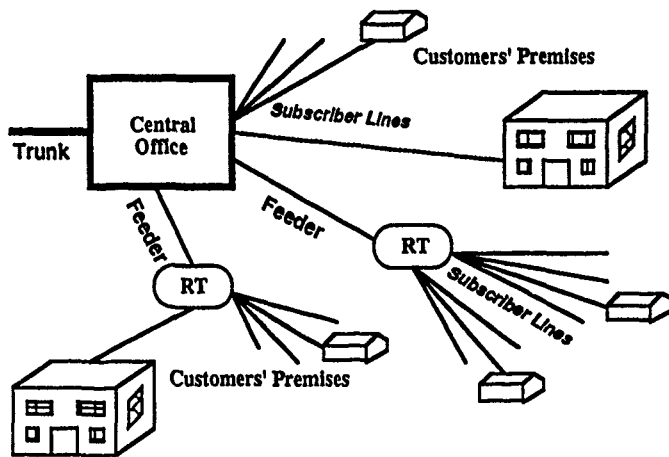 Customers' Premises
Central
Office
Subscriber Lines
Trunk
Feeder
Feeder
RT
RT
Subscriber Lines
Customers' Premises